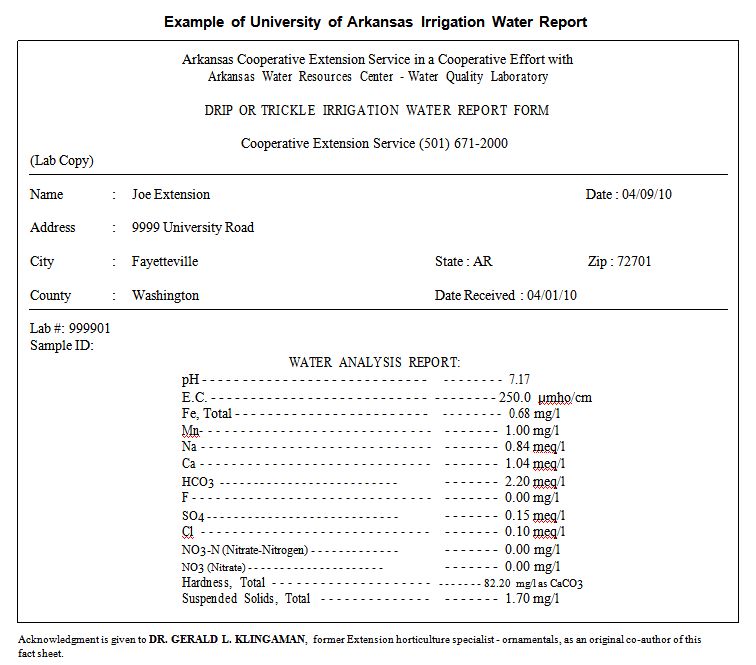 Example of University of Arkansas Irrigation Water Report
Arkansas Cooperative Extension Service in a Cooperative Effort with
Arkansas Water Resources Center - Water Quality Laboratory
DRIP OR TRICKLE IRRIGATION WATER REPORT FORM
Cooperative Extension Service (501) 671-2000
(Lab Copy)
Name : Joe Extension Date : 04/09/10
Address : 9999 University Road
City : Fayetteville State : AR Zip : 72701
County : Washington Date Received : 04/01/10
Lab #: 999901
Sample ID:
WATER ANALYSIS REPORT:
pH - - - - - - - - - - - - - - - - - - - - - - - - - - - - - - - - - - - - - 7.17
E.C. - - - - - - - - - - - - - - - - - - - - - - - - - - - - - - - - - - - - 250.0 µmho/cm
Fe, Total - - - - - - - - - - - - - - - - - - - - - - - - - - - - - - - - 0.68 mg/l
Mn- - - - - - - - - - - - - - - - - - - - - - - - - - - - - - - - - - - - 1.00 mg/l
Na - - - - - - - - - - - - - - - - - - - - - - - - - - - - - - - - - - - - 0.84 meq/l
Ca - - - - - - - - - - - - - - - - - - - - - - - - - - - - - - - - - - - - 1.04 meq/l
HCO3 - - - - - - - - - - - - - - - - - - - - - - - - - - - - - - - - - 2.20 meq/l
F - - - - - - - - - - - - - - - - - - - - - - - - - - - - - - - - - - - - - 0.00 mg/l
SO4 - - - - - - - - - - - - - - - - - - - - - - - - - - - - - - - - - - 0.15 meq/l
Cl - - - - - - - - - - - - - - - - - - - - - - - - - - - - - - - - - - - - 0.10 meq/l
NO3-N (Nitrate-Nitrogen) - - - - - - - - - - - - - - - - - - - 0.00 mg/l
NO3 (Nitrate) - - - - - - - - - - - - - - - - - - - - - - - - - - - - 0.00 mg/l
Hardness, Total - - - - - - - - - - - - - - - - - - - - - - - - - - - 82.20 mg/l as CaCO3
Suspended Solids, Total - - - - - - - - - - - - - - - - - - - - - 1.70 mg/l
Acknowledgment is given to DR. GERALD L. KLINGAMAN, former Extension horticulture specialist - ornamentals, as an original co-author of this
fact sheet.